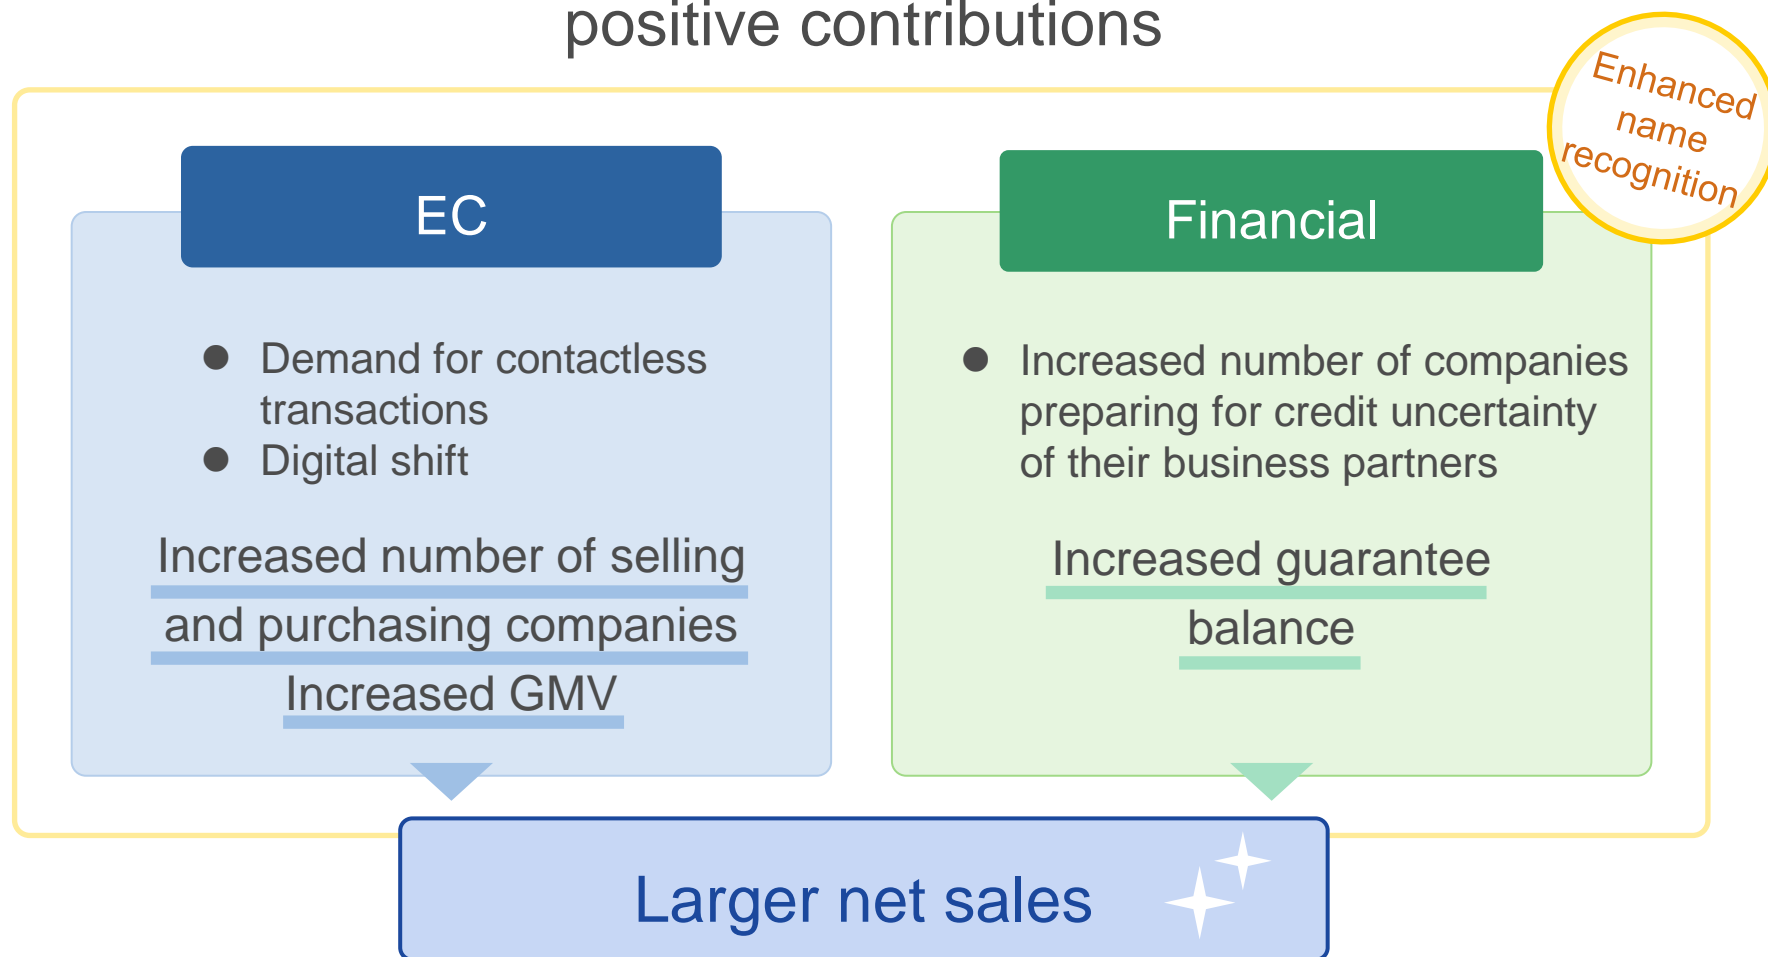 positive contributions
Enhanced
name
recognition
EC
● Demand for contactless
transactions
● Digital shift
Increased number of selling
and purchasing companies
Increased GMV
Financial
● Increased number of companies
preparing for credit uncertainty
of their business partners
Increased guarantee
balance
Larger net sales